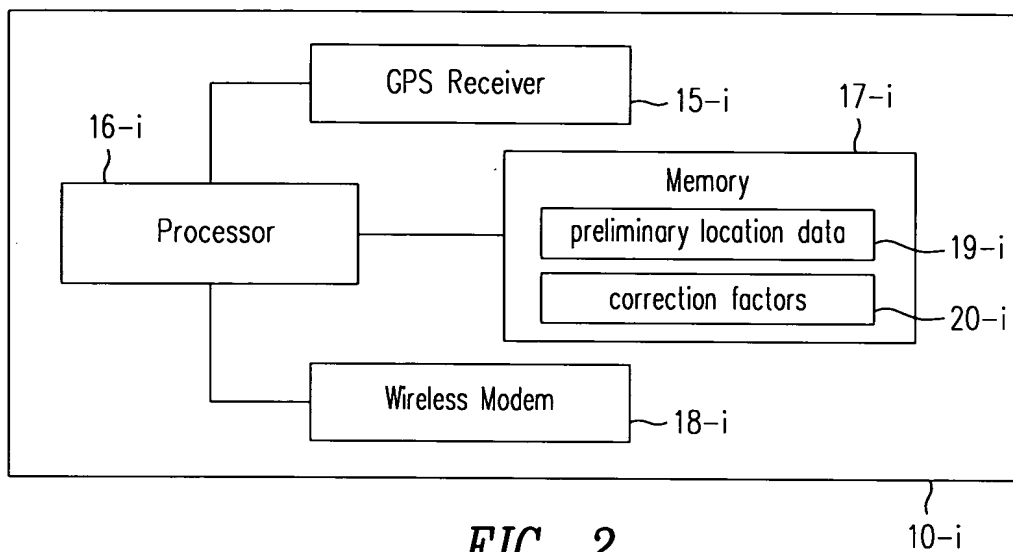 GPS Receiver
15-i
17-i
16-i
Memory
Processor
preliminary location data
19-i
correction factors
20-i
Wireless Modem
18-i
10-i
FIG. 2